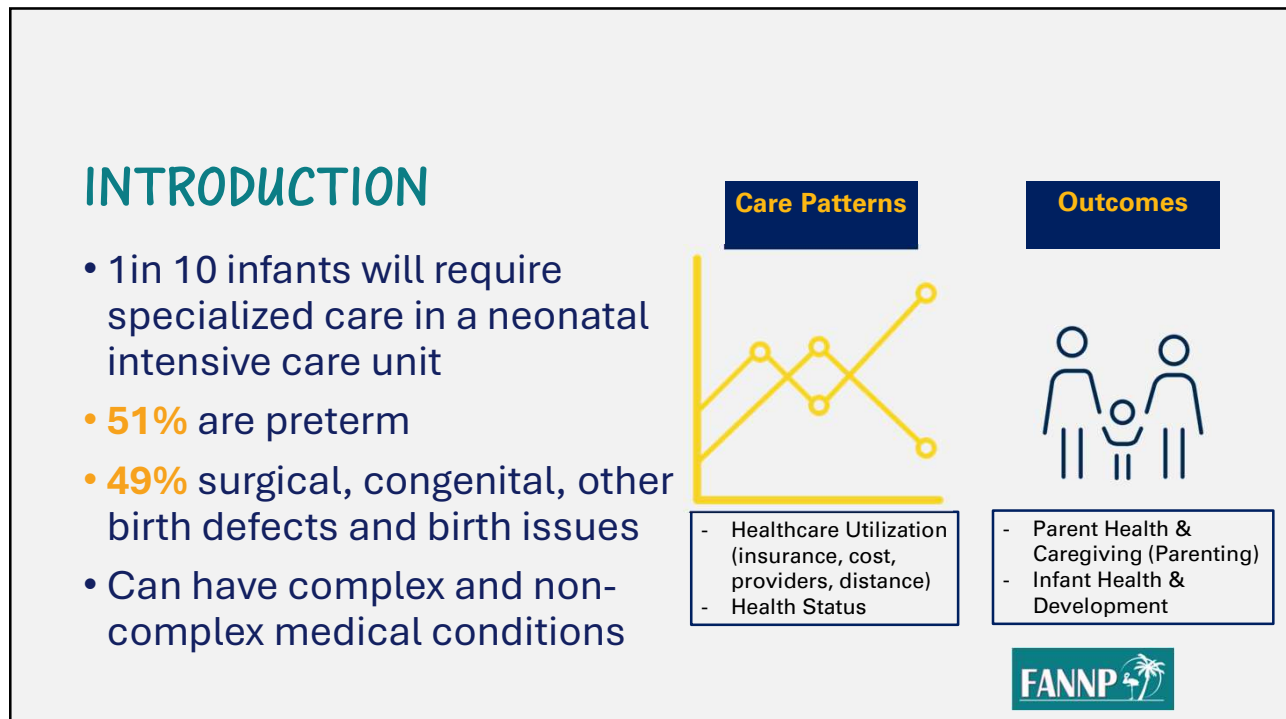 INTRODUCTION
• 1in 10 infants will require
specialized care in a neonatal
intensive care unit
• 51% are preterm
• 49% surgical, congenital, other
birth defects and birth issues
• Can have complex and non-
complex medical conditions
Care Patterns
- Healthcare Utilization
(insurance, cost,
providers, distance)
- Health Status
Outcomes
- Parent Health &
Caregiving (Parenting)
- Infant Health &
Development
FANNP